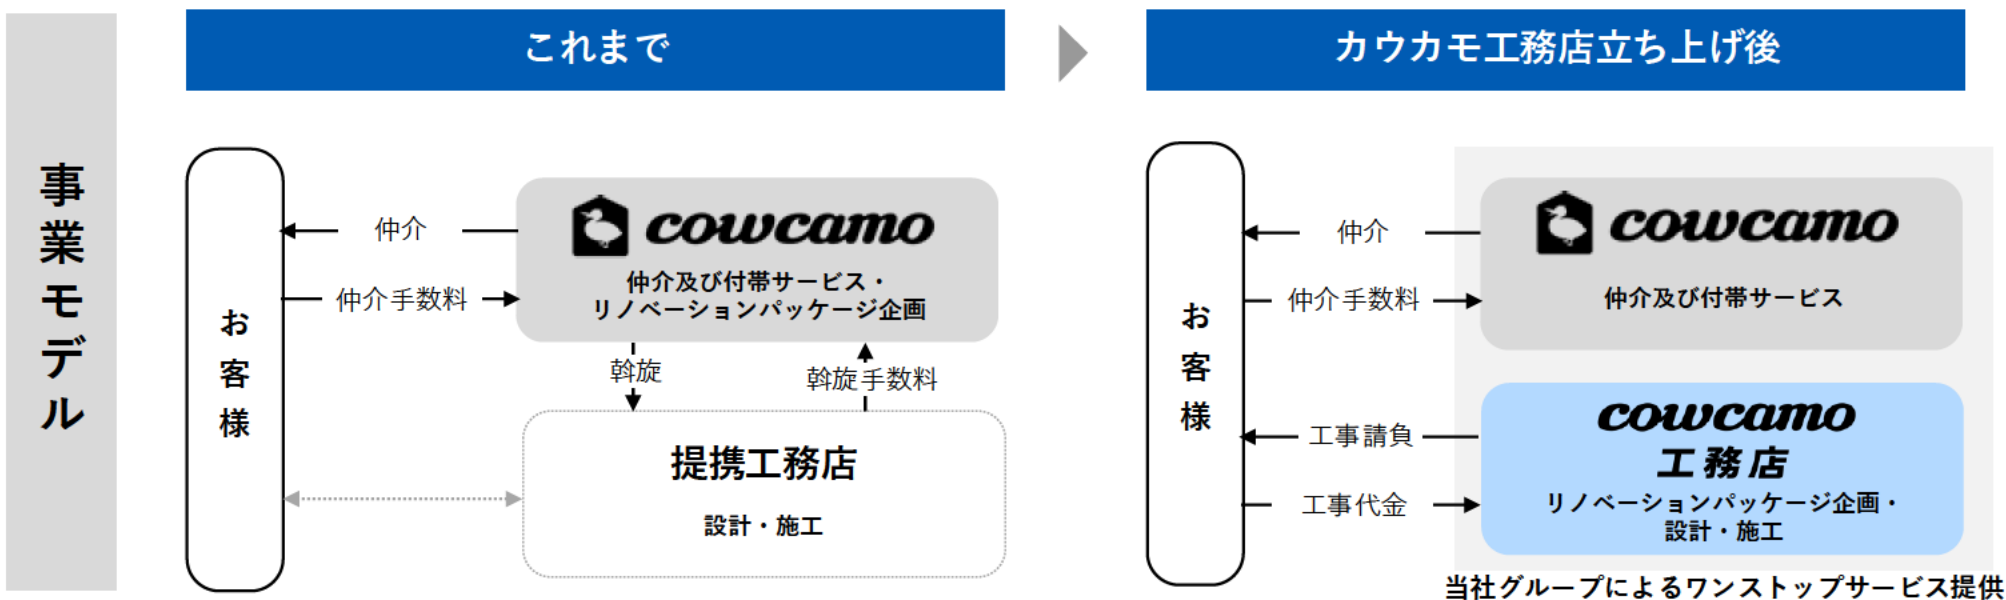 事業モデル
これまで
お客様
仲介
仲介手数料
cowcamo
仲介及び付帯サービス・
リノベーションパッケージ企画
斡旋
斡旋手数料
提携工務店
設計・施工
カウカモ工務店立ち上げ後
お客様
仲介
仲介手数料
cowcamo
仲介及び付帯サービス
工事請負
工事代金
cowcamo
工務店
リノベーションパッケージ企画・
設計・施工
当社グループによるワンストップサービス提供